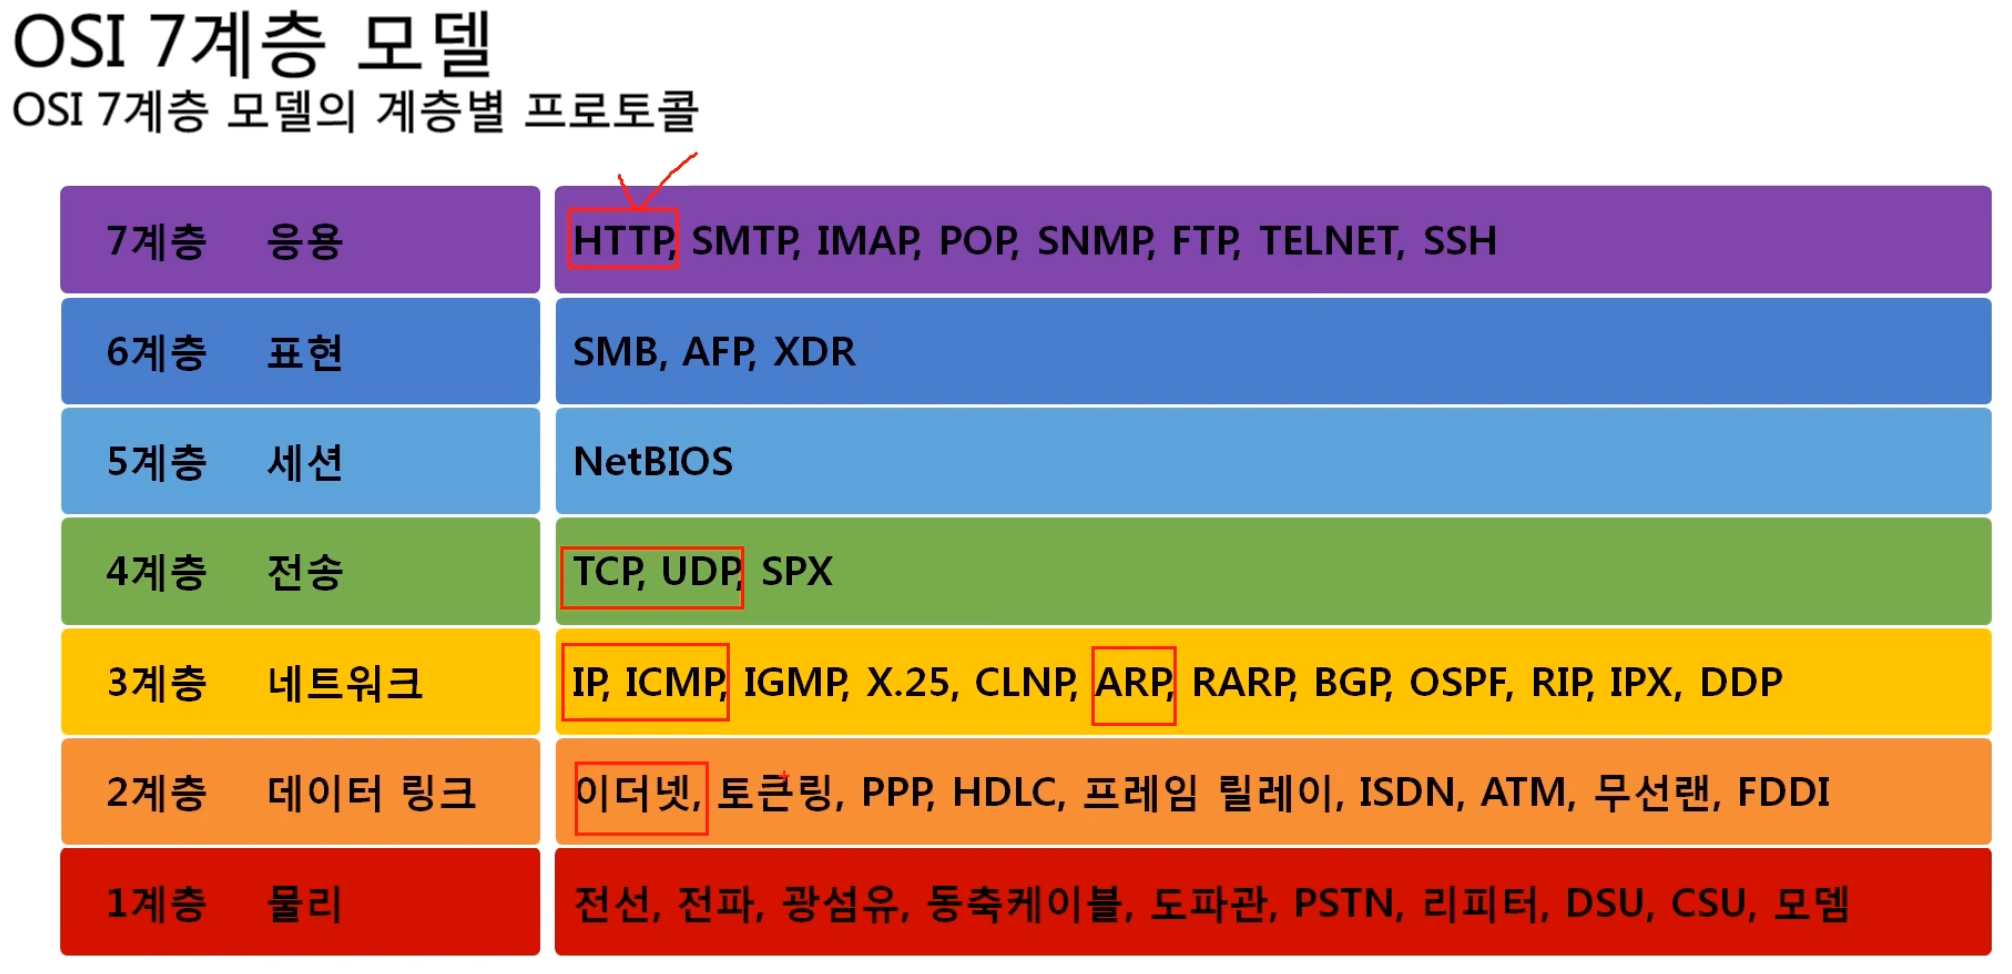 OSI 7계층 모델
OSI 7계층 모델의 계층별 프로토콜
7계층 응용 HTTP, SMTP, IMAP, POP, SNMP, FTP, TELNET, SSH
6계층 표현 SMB, AFP, XDR
5계층 세션 NetBIOS
4계층 전송 TCP, UDP, SPX
3계층 네트워크 IP, ICMP, IGMP, X.25, CLNP, ARP, RARP, BGP, OSPF, RIP, IPX, DDP
2계층 데이터 링크 이더넷, 토큰링, PPP, HDLC, 프레임 릴레이, ISDN, ATM, 무선랜, FDDI
1계층 물리 전선, 전파, 광섬유, 동축케이블, 도파관, PSTN, 리피터, DSU, CSU, 모뎀